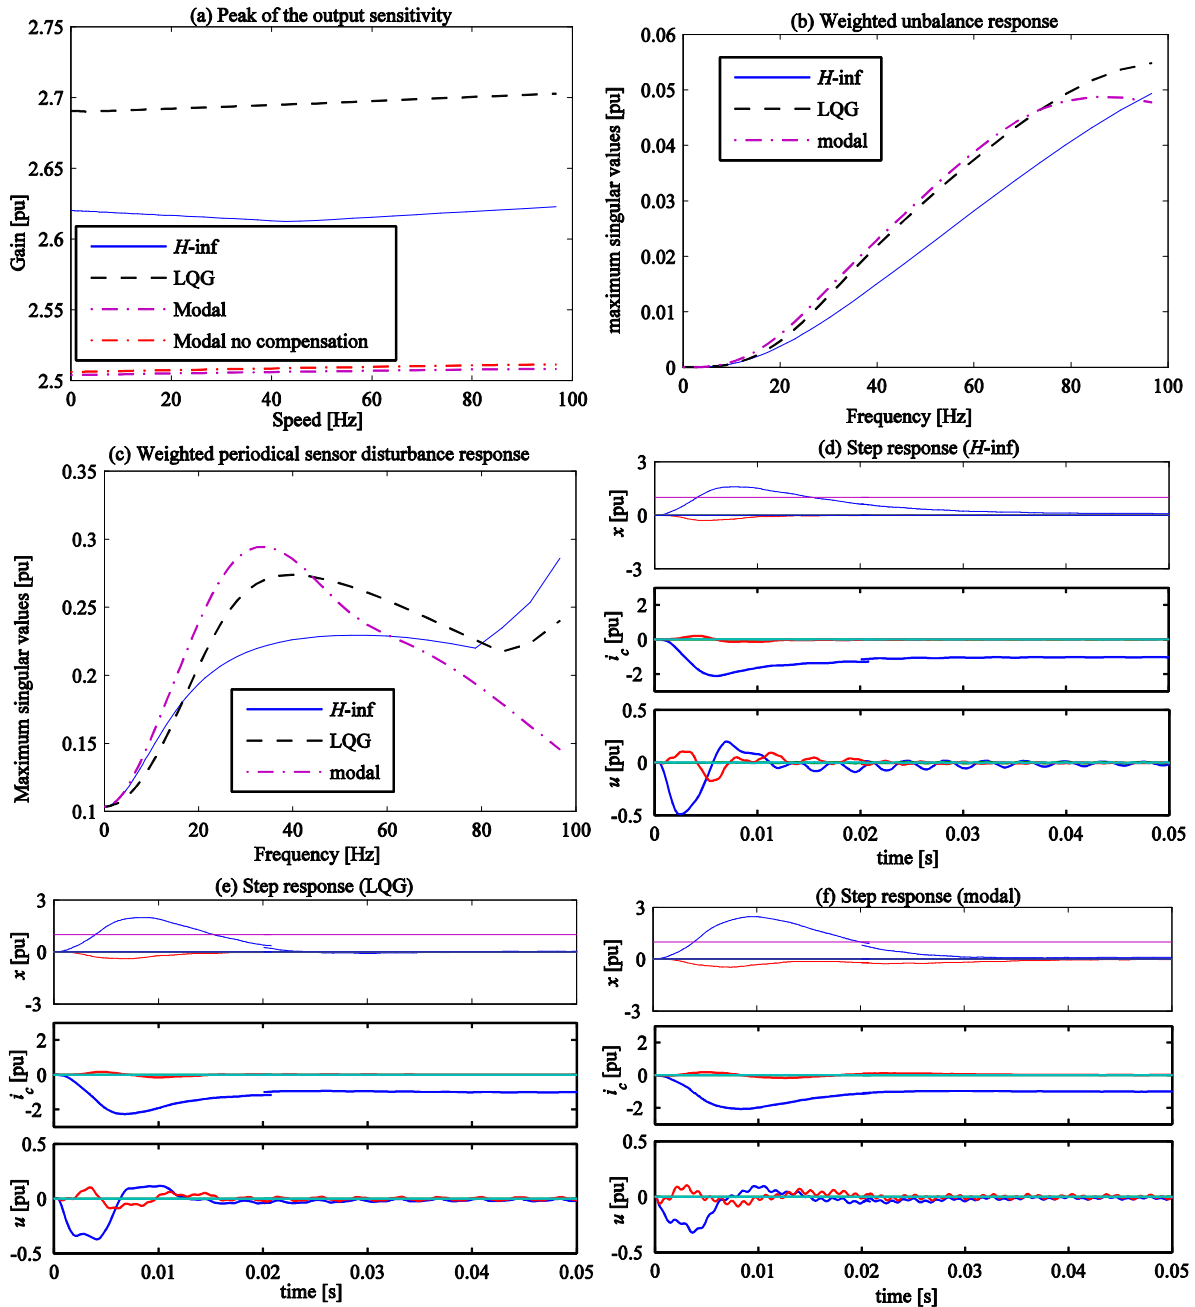 (a) Peak of the output sensitivity
2.75
2.7
2.65
2.6
2.55
2.5
Gain [pu]
H-inf
LQG
Modal
Modal no compensation
0 20 40 60 80 100
Speed [Hz]
(b) Weighted unbalance response
0.06
0.05
0.04
0.03
0.02
0.01
0
maximum singular values [pu]
H-inf
LQG
modal
0 20 40 60 80 100
Frequency [Hz]
(c) Weighted periodical sensor disturbance response
0.35
0.3
0.25
0.2
0.15
0.1
Maximum singular values [pu]
H-inf
LQG
modal
0 20 40 60 80 100
Frequency [Hz]
(d) Step response (H-inf)
3
0
-3
x [pu]
2
0
-2
i_c [pu]
0.5
0
-0.5
u [pu]
0 0.01 0.02 0.03 0.04 0.05
time [s]
(e) Step response (LQG)
3
0
-3
x [pu]
2
0
-2
i_c [pu]
0.5
0
-0.5
u [pu]
0 0.01 0.02 0.03 0.04 0.05
time [s]
(f) Step response (modal)
3
0
-3
x [pu]
2
0
-2
i_c [pu]
0.5
0
-0.5
u [pu]
0 0.01 0.02 0.03 0.04 0.05
time [s]